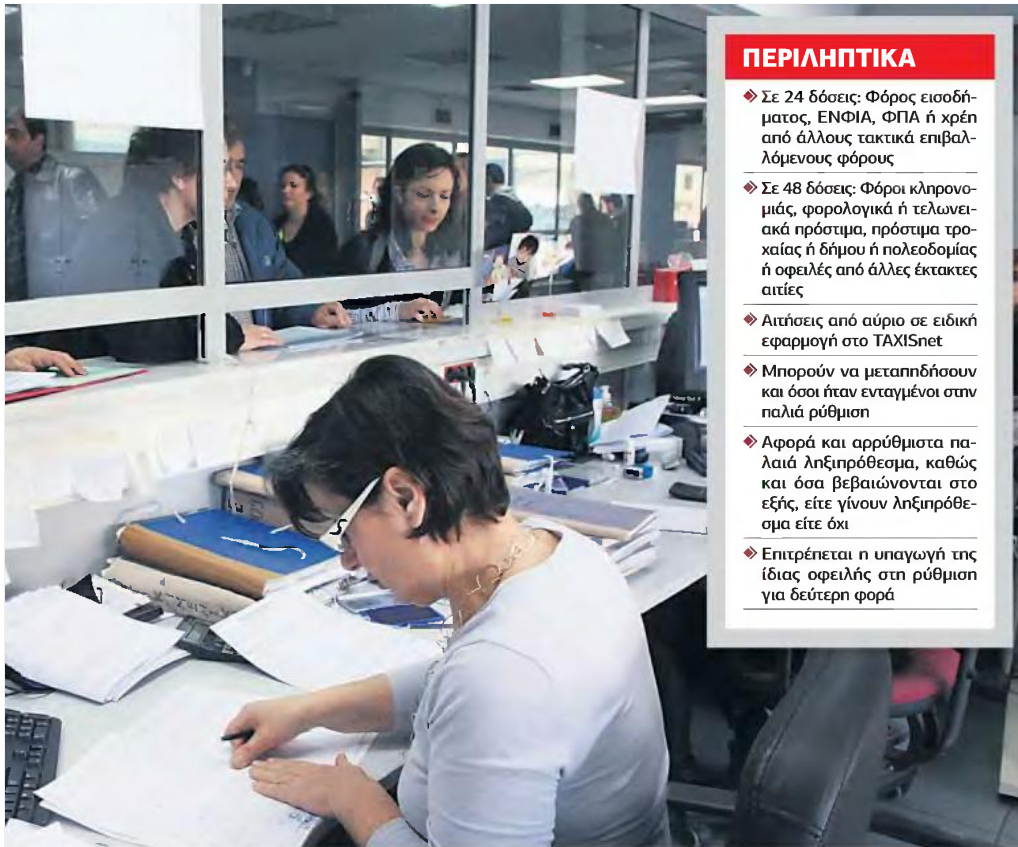 ΠΕΡΙΛΗΠΤΙΚΑ
Σε 24 δόσεις: Φόρος εισοδή-
ματος, ΕΝΦΙΑ, ΦΠΑ ή χρέη
από άλλους τακτικά επιβαλ-
λόμενους φόρους
Σε 48 δόσεις: Φόροι κληρονο-
μιάς, φορολογικά ή τελωνει-
ακά πρόστιμα, πρόστιμα τρο-
χαίας ή δήμου ή πολεοδομίας
ή οφειλές από άλλες έκτακτες
αιτίες
Αιτήσεις από αύριο σε ειδική
εφαρμογή στο TAXISnet
Μπορούν να μεταπηδήσουν
και όσοι ήταν ενταγμένοι στην
παλιά ρύθμιση
Αφορά και αρρύθμιστα πα-
λαιά ληξιπρόθεσμα, καθώς
και όσα βεβαιώνονται στο
εξής, είτε γίνουν ληξιπρόθε-
σμα είτε όχι
Επιτρέπεται η υπαγωγή της
ίδιας οφειλής στη ρύθμιση
για δεύτερη φορά